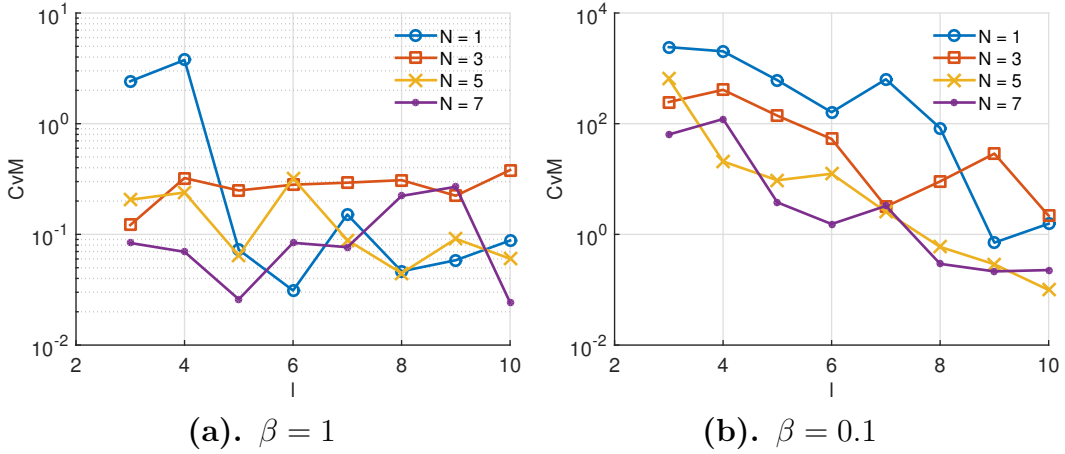 10^1
10^0
10^-1
10^-2
CvM
2
4
6
8
10
l
N = 1
N = 3
N = 5
N = 7
(a). β = 1
10^4
10^2
10^0
10^-2
CvM
2
4
6
8
10
l
N = 1
N = 3
N = 5
N = 7
(b). β = 0.1